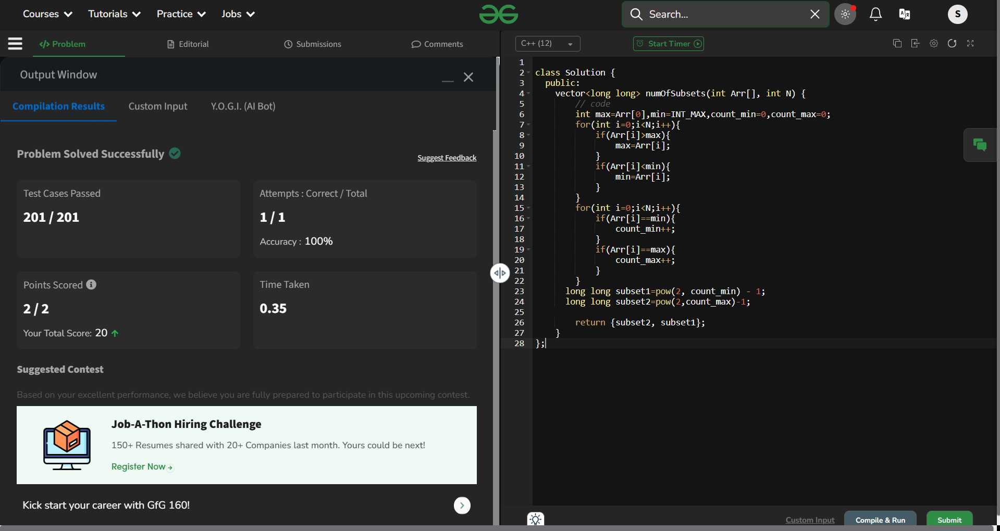 Courses Tutorials Practice Jobs Search... S
Problem Editorial Submissions Comments C++ (12) Start Timer
Output Window
Compilation Results Custom Input Y.O.G.I. (AI Bot)
Problem Solved Successfully
Suggest Feedback
Test Cases Passed
201 / 201
Attempts : Correct / Total
1 / 1
Accuracy : 100%
Points Scored
2 / 2
Your Total Score: 20
Time Taken
0.35
Suggested Contest
Based on your excellent performance, we believe you are fully prepared to participate in this upcoming contest.
Job-A-Thon Hiring Challenge
150+ Resumes shared with 20+ Companies last month. Yours could be next!
Register Now
Kick start your career with GfG 160!
1
2 class Solution {
3   public:
4     vector<long long> numOfSubsets(int Arr[], int N) {
5         // code
6         int max=Arr[0],min=INT_MAX,count_min=0,count_max=0;
7         for(int i=0;i<N;i++){
8             if(Arr[i]>max){
9                 max=Arr[i];
10             }
11             if(Arr[i]<min){
12                 min=Arr[i];
13             }
14         }
15         for(int i=0;i<N;i++){
16             if(Arr[i]==min){
17                 count_min++;
18             }
19             if(Arr[i]==max){
20                 count_max++;
21             }
22         }
23       long long subset1=pow(2, count_min) - 1;
24       long long subset2=pow(2,count_max)-1;
25
26         return {subset2, subset1};
27     }
28 };
Custom Input Compile & Run Submit